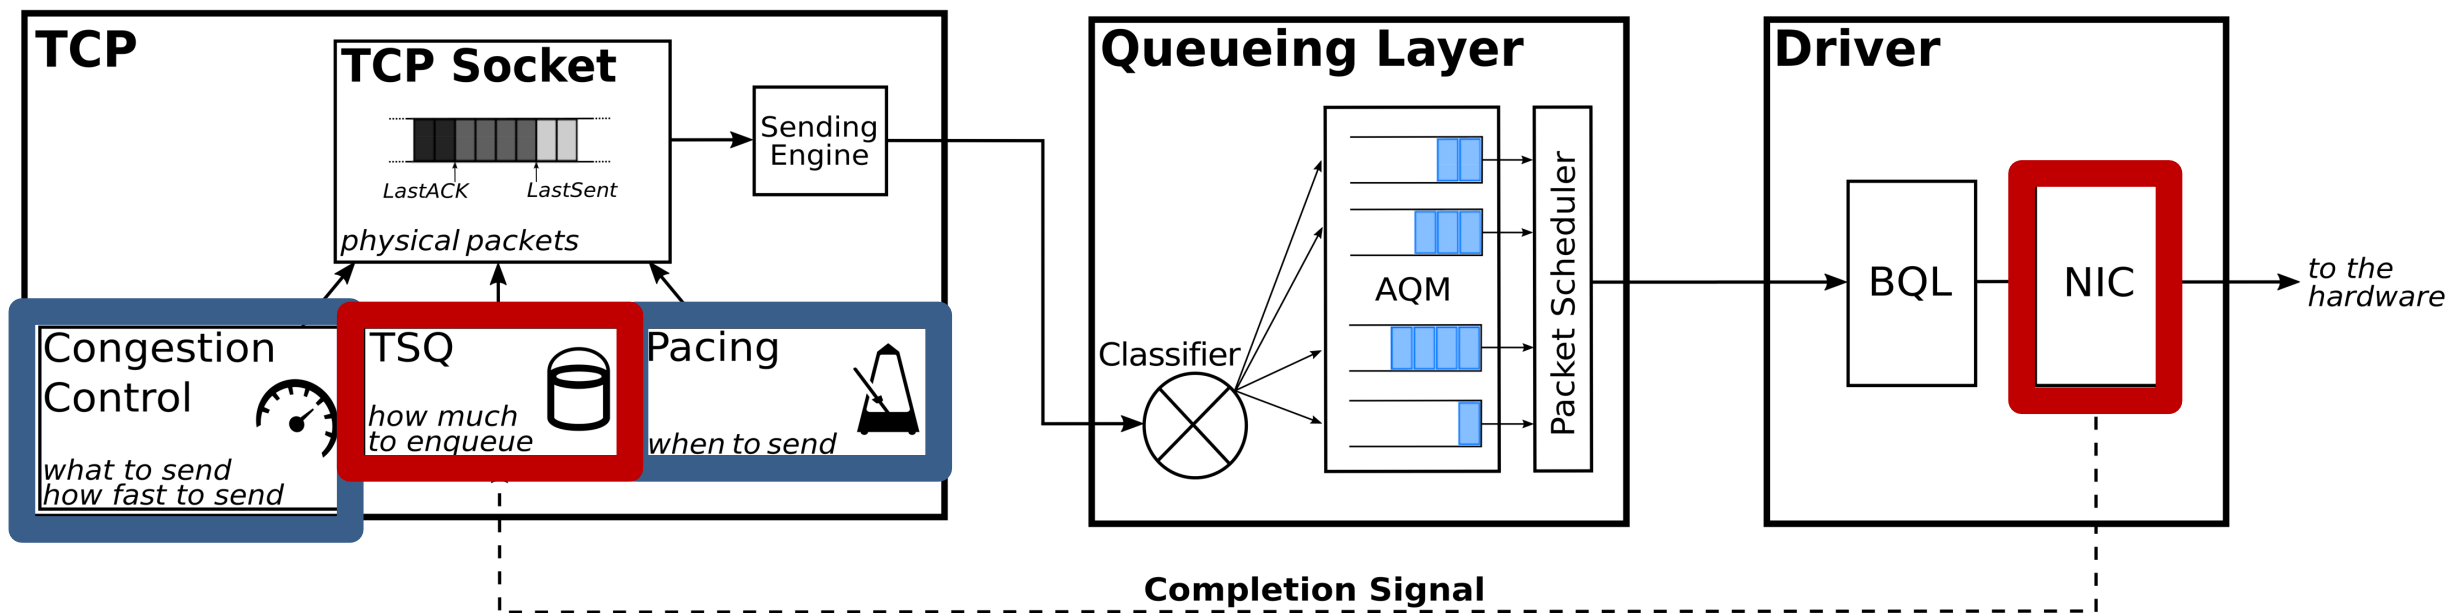 TCP
TCP Socket
LastACK
LastSent
physical packets
Sending
Engine
Congestion
Control
what to send
how fast to send
TSQ
how much
to enqueue
Pacing
when to send
Queueing Layer
Classifier
AQM
Packet Scheduler
Driver
BQL
NIC
to the
hardware
Completion Signal